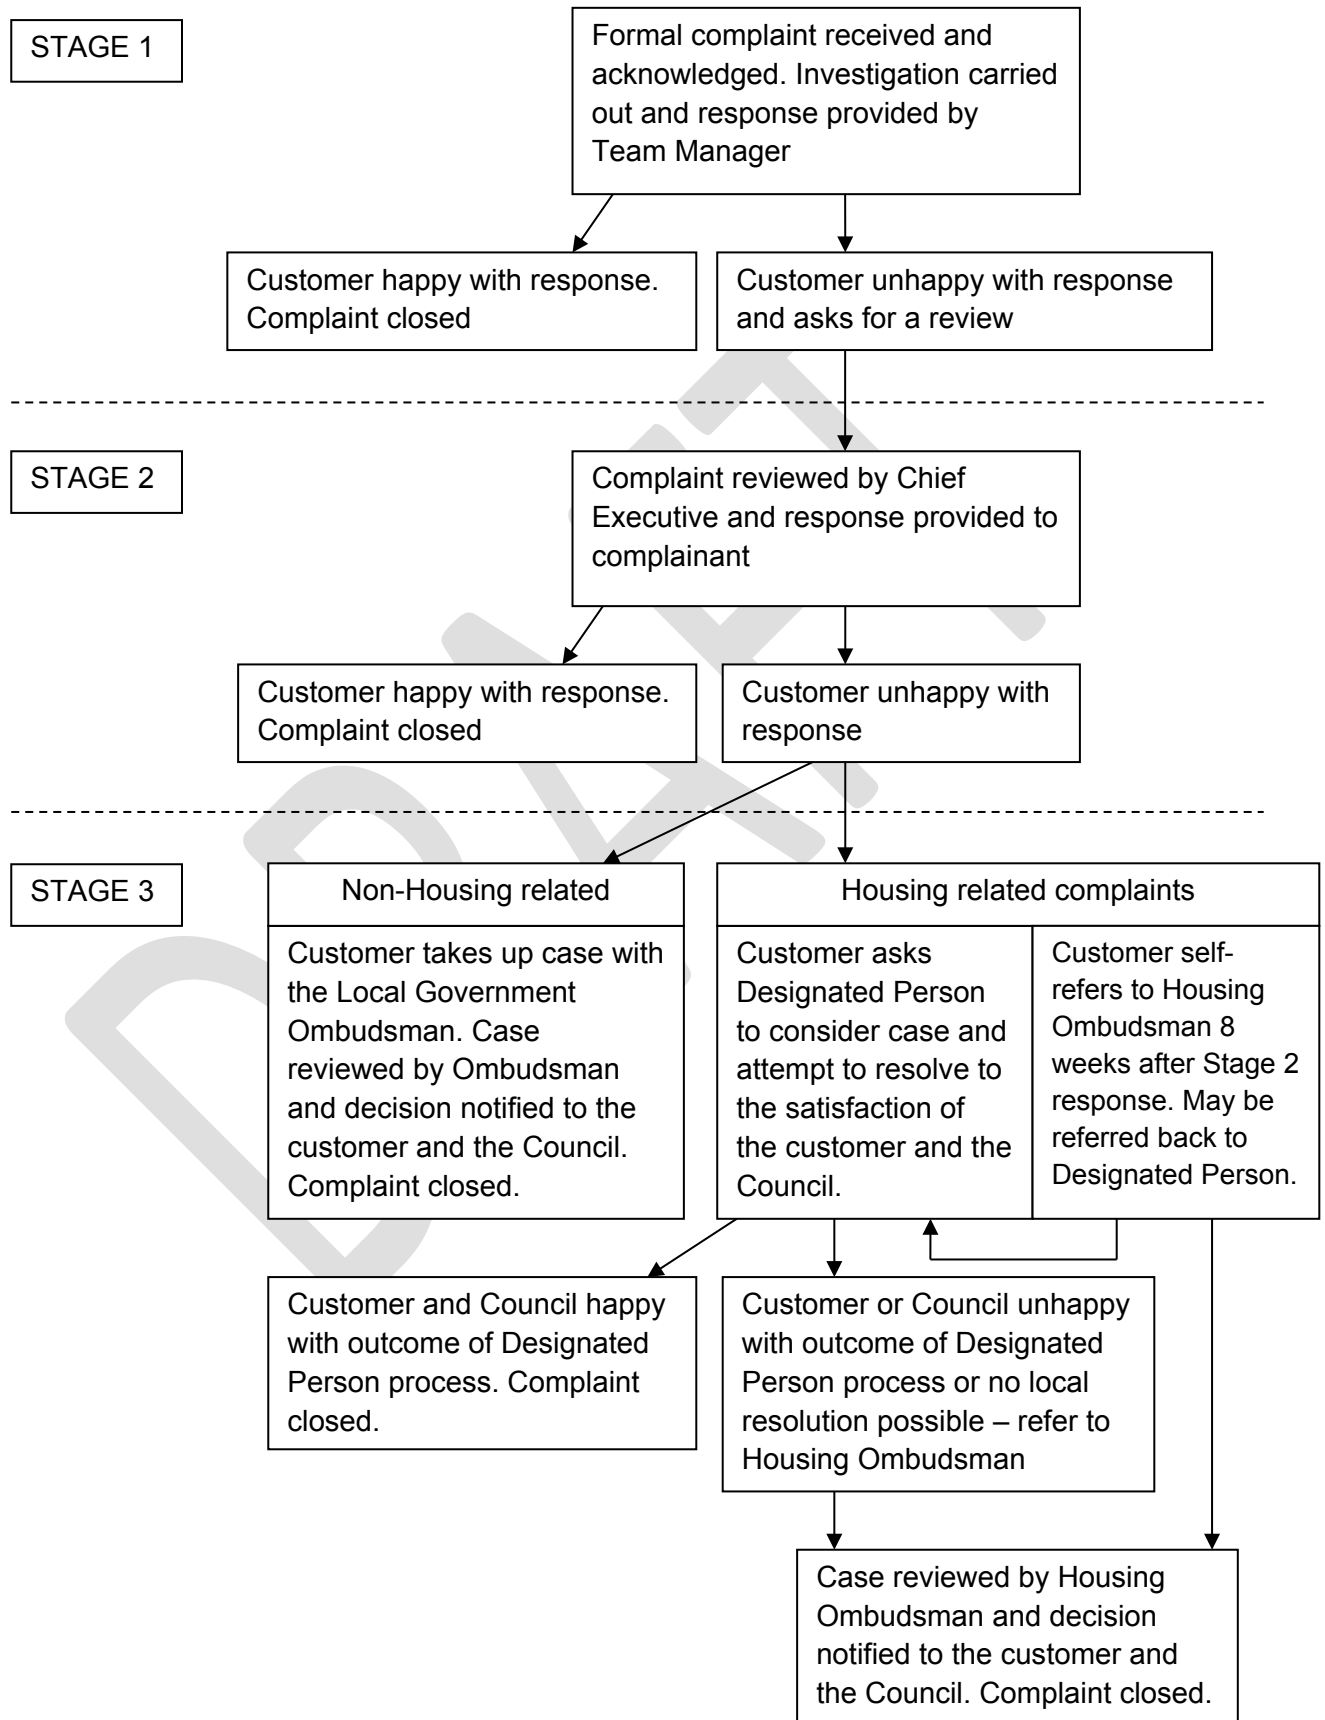 STAGE 1
Formal complaint received and
acknowledged. Investigation carried
out and response provided by
Team Manager
Customer happy with response.
Complaint closed
Customer unhappy with response
and asks for a review
STAGE 2
Complaint reviewed by Chief
Executive and response provided to
complainant
Customer happy with response.
Complaint closed
Customer unhappy with
response
STAGE 3
Non-Housing related
Customer takes up case with
the Local Government
Ombudsman. Case
reviewed by Ombudsman
and decision notified to the
customer and the Council.
Complaint closed.
Housing related complaints
Customer asks
Designated Person
to consider case and
attempt to resolve to
the satisfaction of
the customer and the
Council.
Customer self-
refers to Housing
Ombudsman 8
weeks after Stage 2
response. May be
referred back to
Designated Person.
Customer and Council happy
with outcome of Designated
Person process. Complaint
closed.
Customer or Council unhappy
with outcome of Designated
Person process or no local
resolution possible – refer to
Housing Ombudsman
Case reviewed by Housing
Ombudsman and decision
notified to the customer and
the Council. Complaint closed.
DRAFT